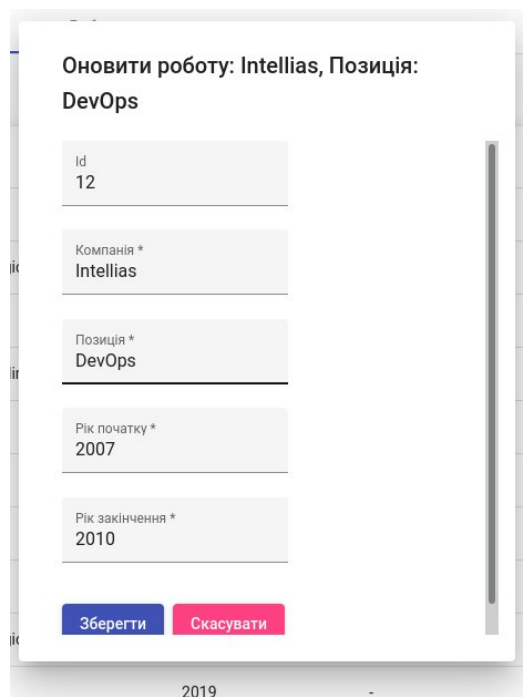 Оновити роботу: Intellias, Позиція:
DevOps
Id
12
Компанія *
Intellias
Позиція *
DevOps
Рік початку *
2007
Рік закінчення *
2010
Зберегти Скасувати
2019 -